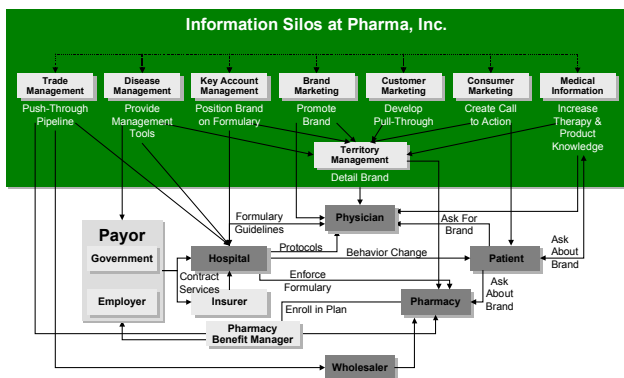 Information Silos at Pharma, Inc.
Trade
Management
Disease
Management
Key Account
Management
Brand
Marketing
Customer
Marketing
Consumer
Marketing
Medical
Information
Push-Through
Pipeline
Provide
Management
Tools
Position Brand
on Formulary
Promote
Brand
Develop
Pull-Through
Create Call
to Action
Increase
Therapy &
Product
Knowledge
Territory
Management
Detail Brand
Payor
Government
Employer
Formulary
Guidelines
Physician
Ask For
Brand
Protocols
Hospital
Behavior Change
Patient
Ask
About
Brand
Contract
Services
Insurer
Enforce
Formulary
Ask
About
Brand
Enroll in Plan
Pharmacy
Pharmacy
Benefit Manager
Wholesaler